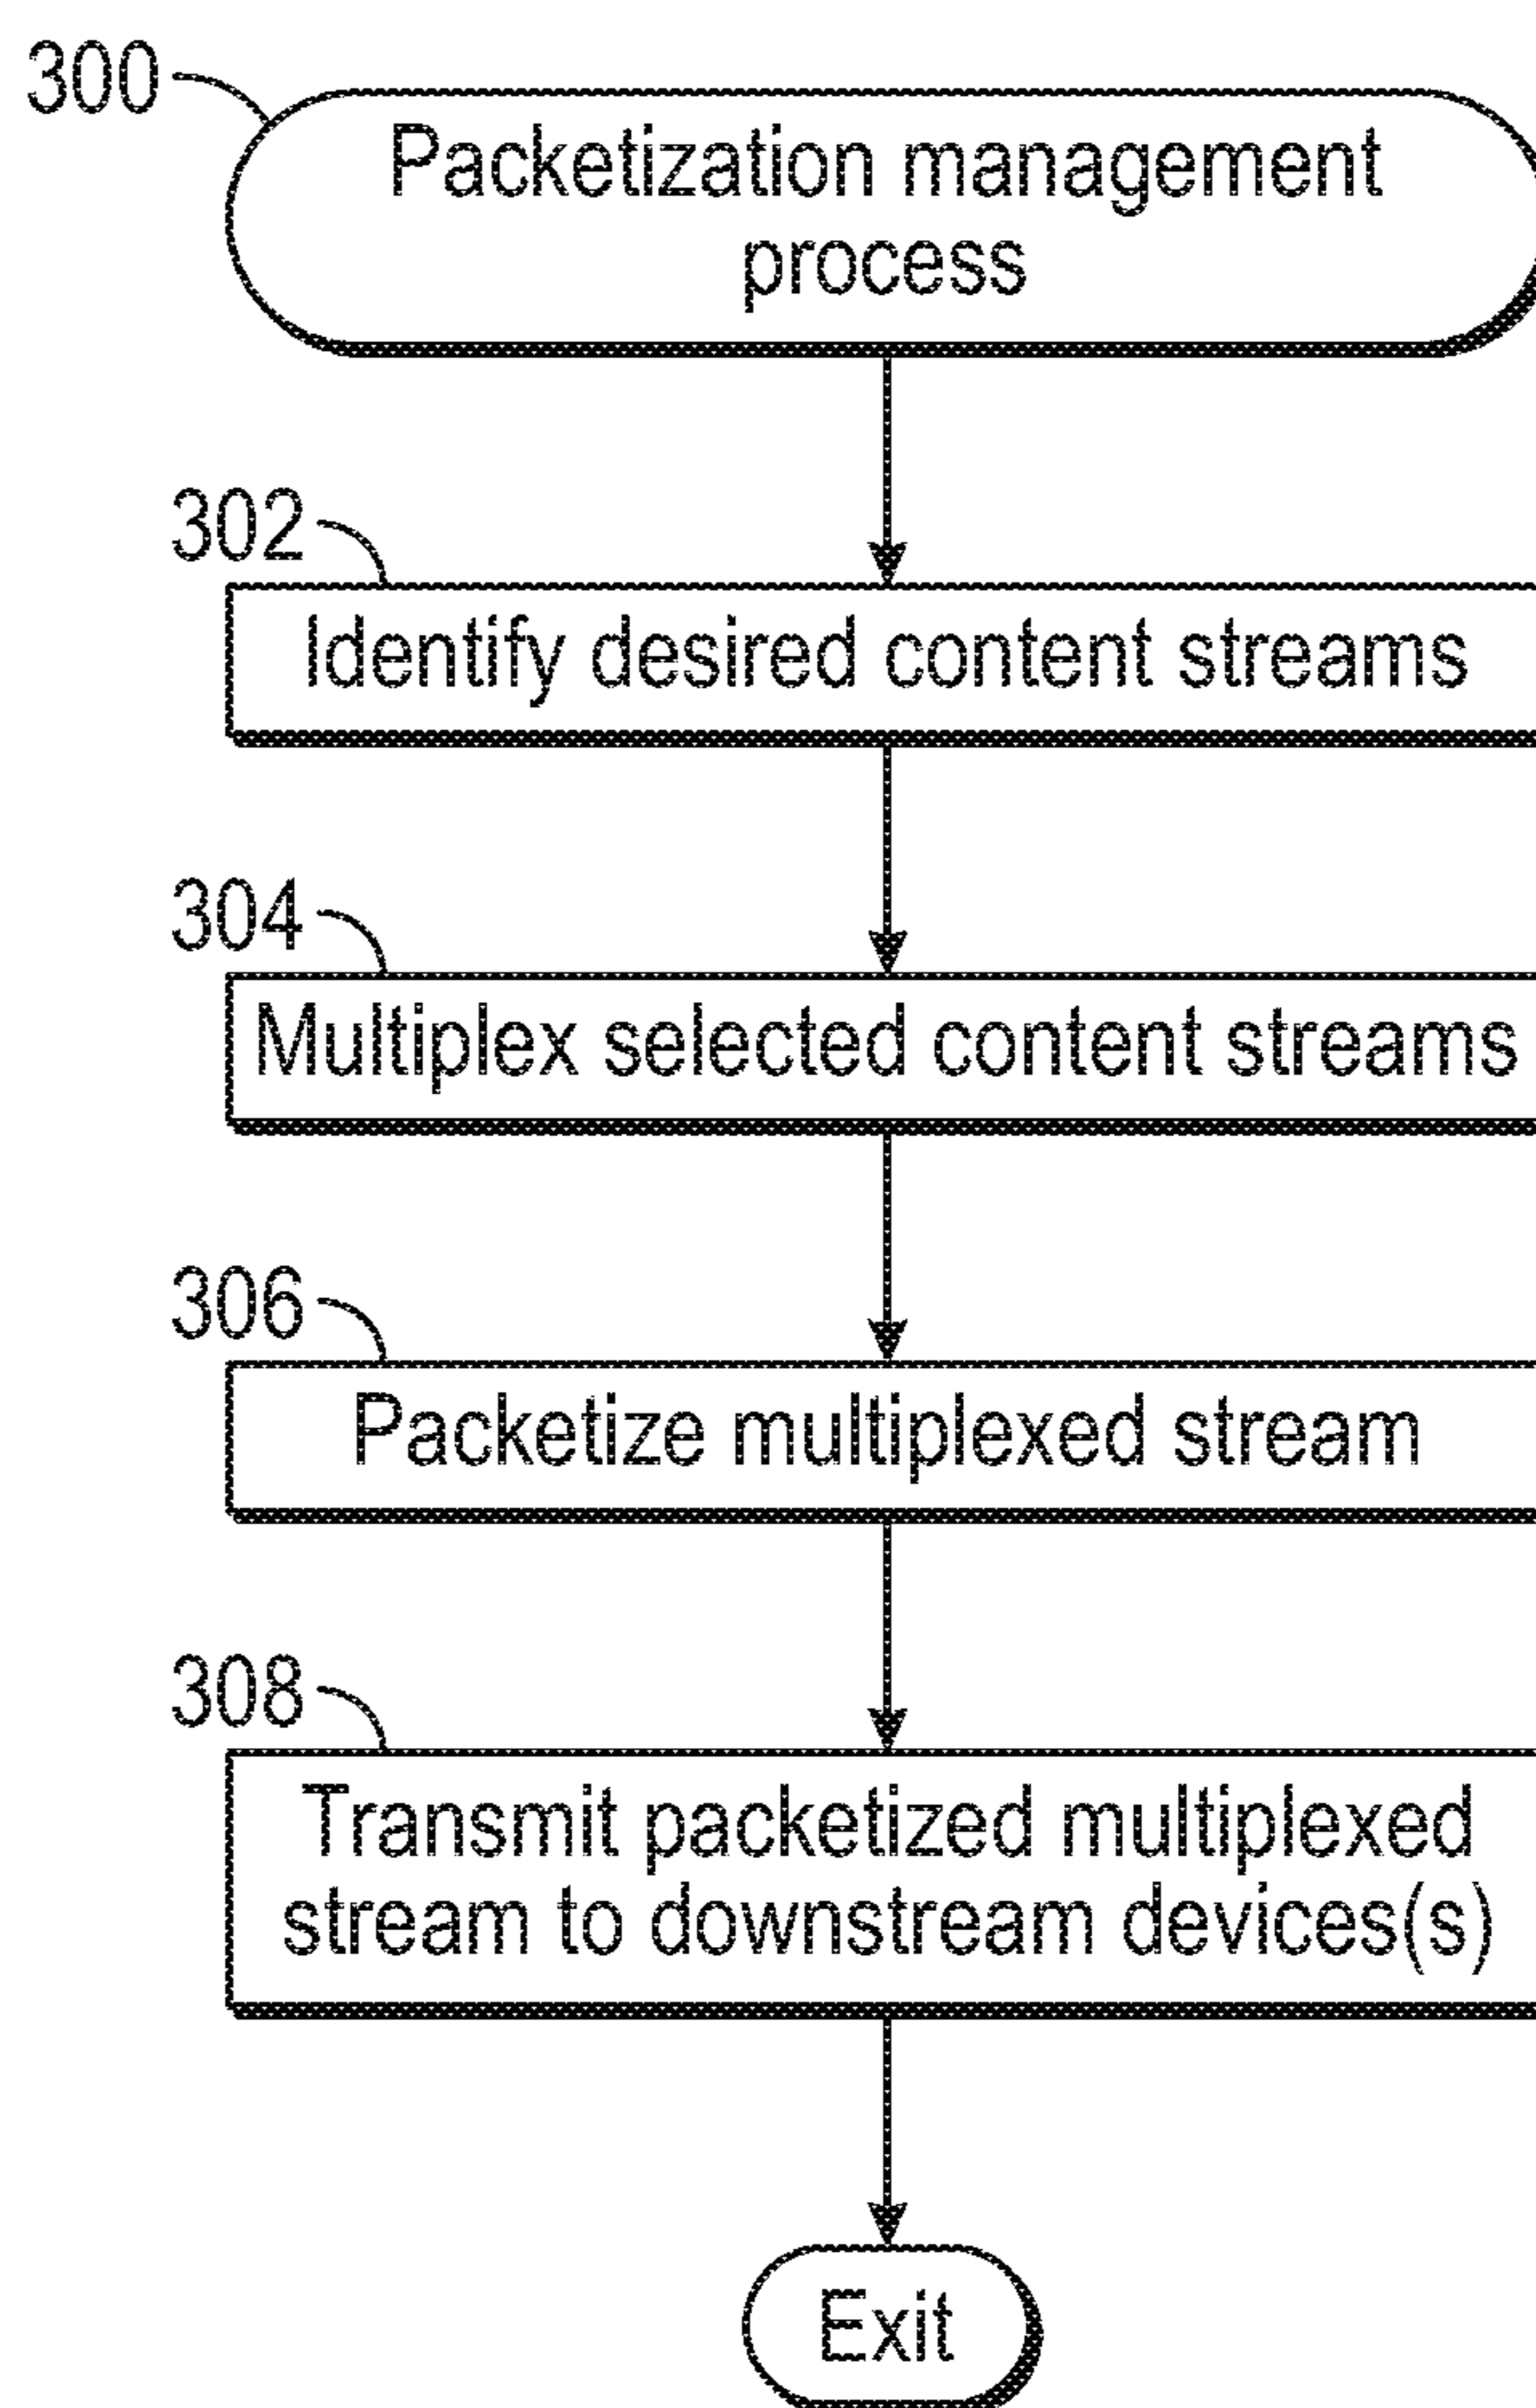 300
Packetization management
process
302
Identify desired content streams
304
Multiplex selected content streams
306
Packetize multiplexed stream
308
Transmit packetized multiplexed
stream to downstream devices(s)
Exit